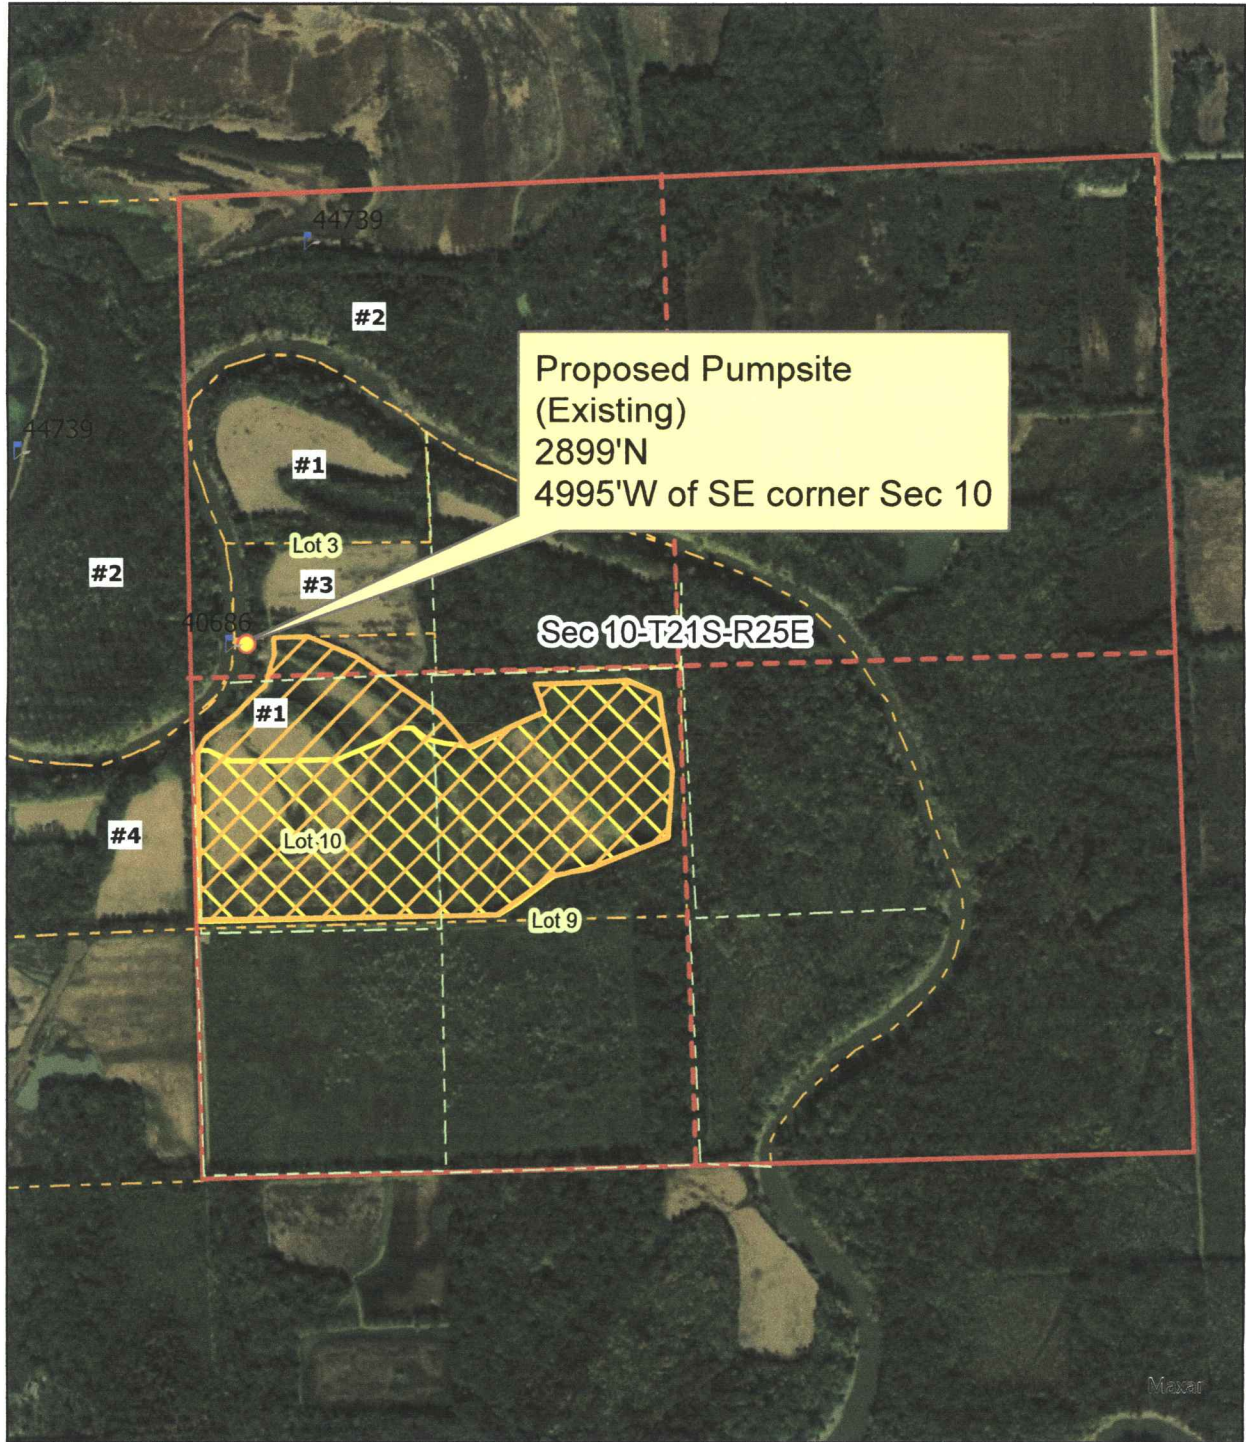 44739
#2
Proposed Pumpsite
(Existing)
2899'N
4995'W of SE corner Sec 10
44739
#1
Lot 3
#2
#3
40686
Sec 10-T21S-R25E
#1
#4
Lot 10
Lot 9
Maxar